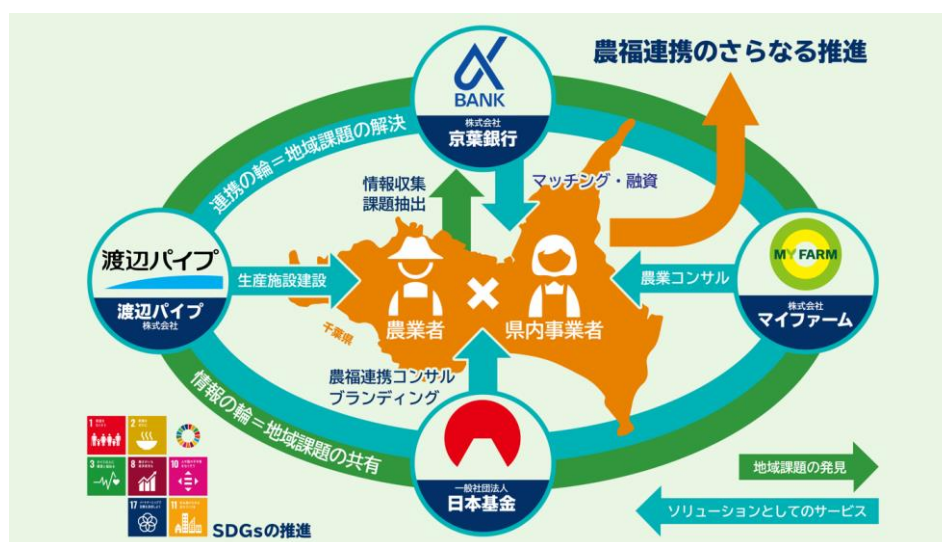 農福連携のさらなる推進
BANK
株式会社
京葉銀行
連携の輪=地域課題の解決
情報収集
課題抽出
マッチング・融資
渡辺パイプ
渡辺パイプ
株式会社
生産施設建設
農業コンサル
MY FARM
株式会社
マイファーム
千葉県
農業者
県内事業者
農福連携コンサル
ブランディング
情報の輪=地域課題の共有
一般社団法人
日本基金
地域課題の発見
ソリューションとしてのサービス
1
2
3
8
10
17
11
SDGsの推進